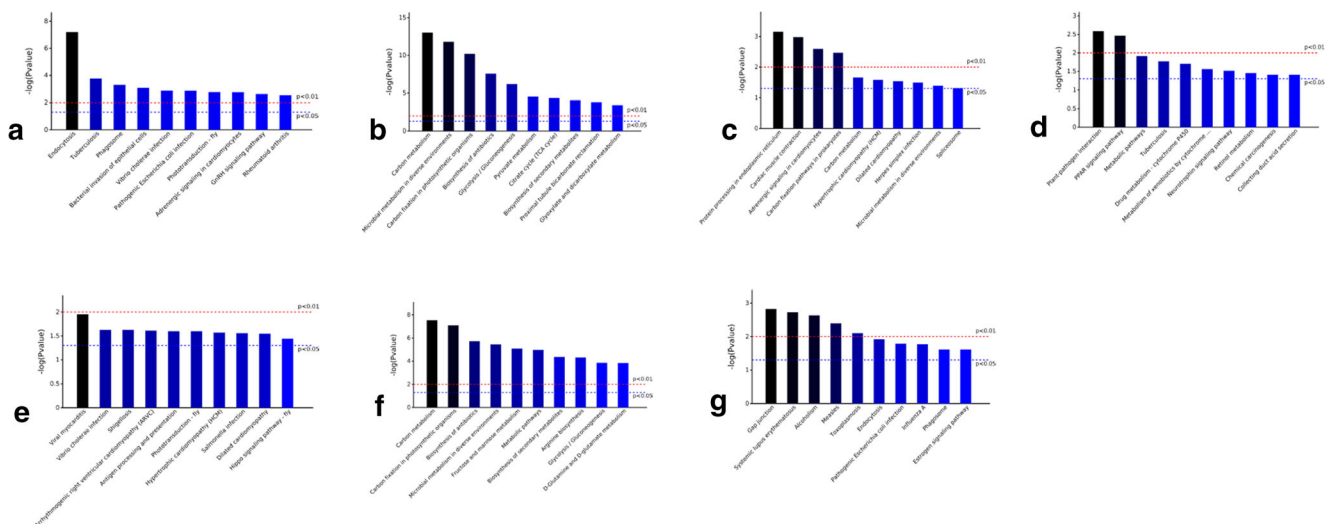 a
-log(Pvalue)
8
6
4
2
0
p<0.01
p<0.05
Endocytosis
Tuberculosis
Phagosome
Bacterial invasion of epithelial cells
Vibrio cholerae infection
Pathogenic Escherichia coli infection
Phototransduction - fly
Adrenergic signaling in cardiomyocytes
GnRH signaling pathway
Rheumatoid arthritis
b
-log(Pvalue)
15
10
5
0
p<0.01
p<0.05
Carbon metabolism
Microbial metabolism in diverse environments
Carbon fixation in photosynthetic organisms
Biosynthesis of antibiotics
Glycolysis / Gluconeogenesis
Pyruvate metabolism
Citrate cycle (TCA cycle)
Biosynthesis of secondary metabolites
Proximal tubule bicarbonate reclamation
Glyoxylate and dicarboxylate metabolism
c
-log(Pvalue)
3
2
1
0
p<0.01
p<0.05
Protein processing in endoplasmic reticulum
Cardiac muscle contraction
Adrenergic signaling in cardiomyocytes
Carbon fixation pathways in prokaryotes
Carbon metabolism
Hypertrophic cardiomyopathy (HCM)
Dilated cardiomyopathy
Herpes simplex infection
Microbial metabolism in diverse environments
Spliceosome
d
-log(Pvalue)
3
2.5
2
1.5
1
0.5
0
p<0.01
p<0.05
Plant-pathogen interaction
PPAR signaling pathway
Metabolic pathways
Tuberculosis
Drug metabolism - cytochrome P450
Metabolism of xenobiotics by cytochrome ...
Neurotrophin signaling pathway
Retinol metabolism
Chemical carcinogenesis
Collecting duct acid secretion
e
-log(Pvalue)
2
1.5
1
0.5
0
p<0.01
p<0.05
Viral myocarditis
Vibrio cholerae infection
Shigellosis
Arrhythmogenic right ventricular cardiomyopathy (ARVC)
Antigen processing and presentation
Phototransduction - fly
Hypertrophic cardiomyopathy (HCM)
Salmonella infection
Dilated cardiomyopathy
Hippo signaling pathway - fly
f
-log(Pvalue)
8
6
4
2
0
p<0.01
p<0.05
Carbon metabolism
Carbon fixation in photosynthetic organisms
Biosynthesis of antibiotics
Microbial metabolism in diverse environments
Fructose and mannose metabolism
Metabolic pathways
Biosynthesis of secondary metabolites
Arginine biosynthesis
Glycolysis / Gluconeogenesis
D-Glutamine and D-glutamate metabolism
g
-log(Pvalue)
3
2
1
0
p<0.01
p<0.05
Gap junction
Systemic lupus erythematosus
Alcoholism
Measles
Toxoplasmosis
Endocytosis
Pathogenic Escherichia coli infection
Influenza A
Phagosome
Estrogen signaling pathway